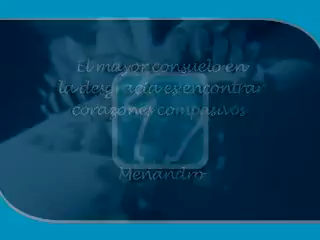 El mayor consuelo en
la desgracia es encontrar
corazones compasivos
Menandro